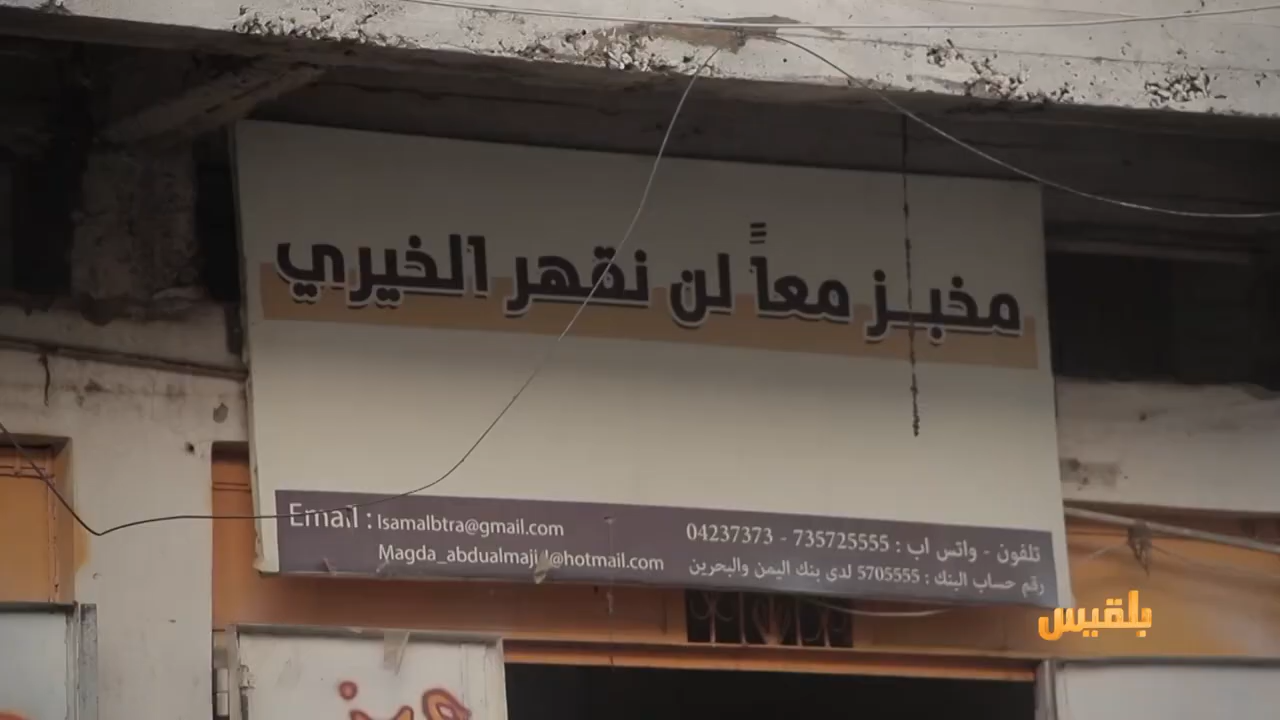 مخبـز معاً لن نقهر الخيري
Email : Isamalbtra@gmail.com
تلفون - واتس اب : 735725555 - 04237373
رقم حساب البنك : 5705555 لدى بنك اليمن والبحرين
بلقيس